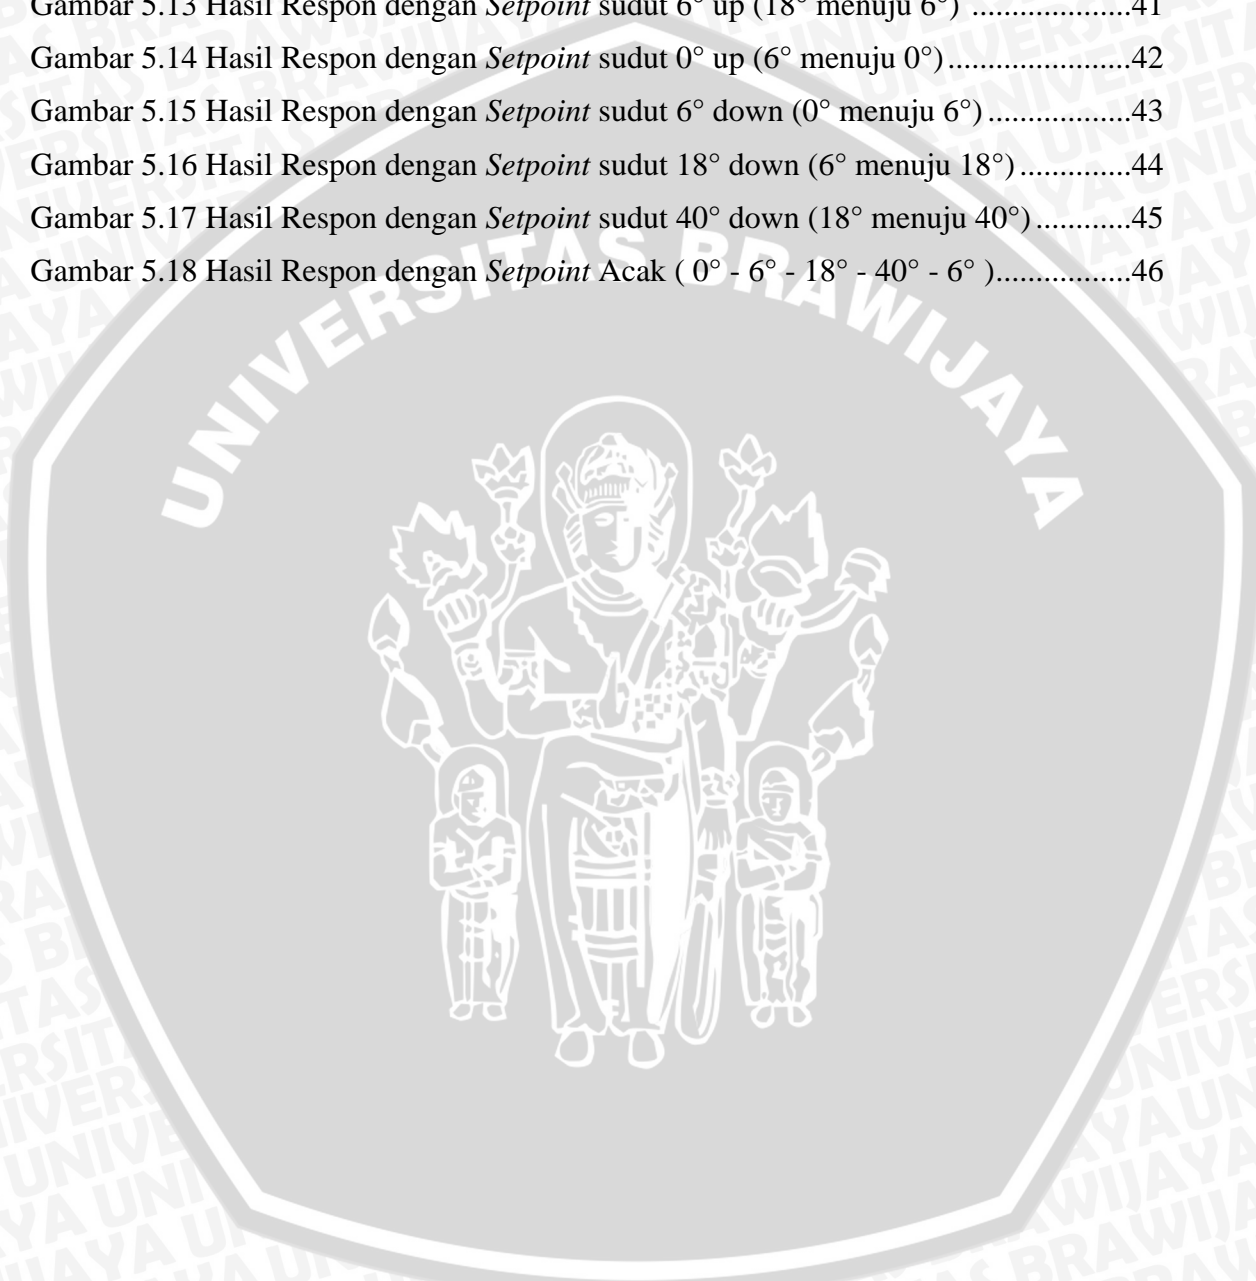 Gambar 5.13 Hasil Respon dengan Setpoint sudut 6° up (18° menuju 6°) ...................41
Gambar 5.14 Hasil Respon dengan Setpoint sudut 0° up (6° menuju 0°)......................42
Gambar 5.15 Hasil Respon dengan Setpoint sudut 6° down (0° menuju 6°).................43
Gambar 5.16 Hasil Respon dengan Setpoint sudut 18° down (6° menuju 18°).............44
Gambar 5.17 Hasil Respon dengan Setpoint sudut 40° down (18° menuju 40°)............45
Gambar 5.18 Hasil Respon dengan Setpoint Acak ( 0° - 6° - 18° - 40° - 6° )................46
UNIVERSITAS BRAWIJAYA